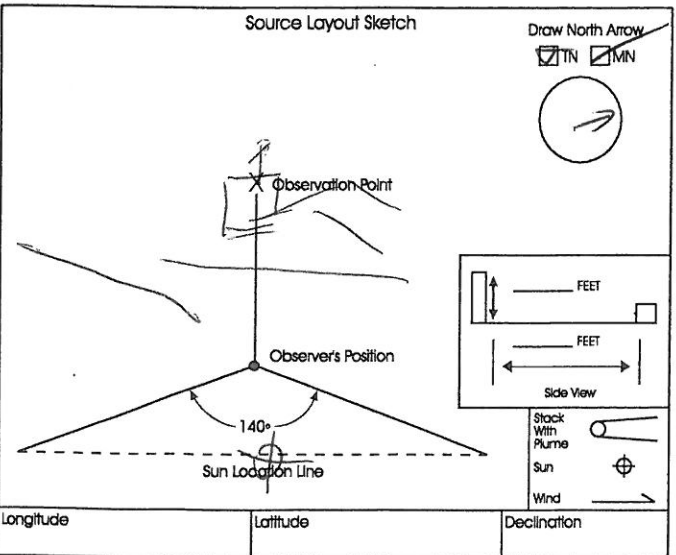 Source Layout Sketch
Draw North Arrow
TN MN
Observation Point
FEET
FEET
Side View
Observer's Position
140°
Sun Location Line
Stack
With
Plume
Sun
Wind
Longitude
Latitude
Declination